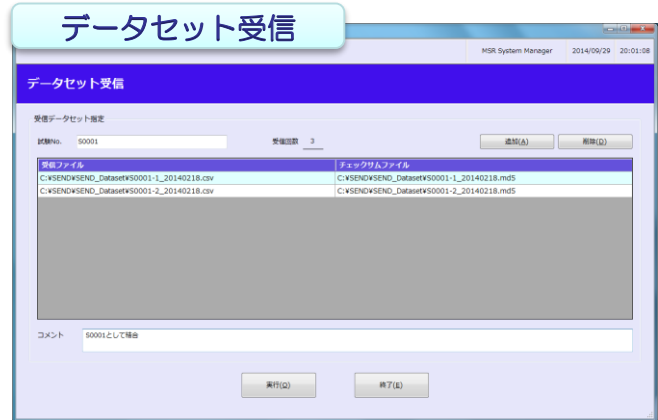 データセット受信
MSR System Manager 2014/09/29 20:01:08
データセット受信
受信データセット指定
試験No. S0001 受信回数 3 追加(A) 削除(D)
受信ファイル チェックサムファイル
C:¥SEND¥SEND_Dataset¥S0001-1_20140218.csv C:¥SEND¥SEND_Dataset¥S0001-1_20140218.md5
C:¥SEND¥SEND_Dataset¥S0001-2_20140218.csv C:¥SEND¥SEND_Dataset¥S0001-2_20140218.md5
コメント S0001として
実行(O) 終了(E)